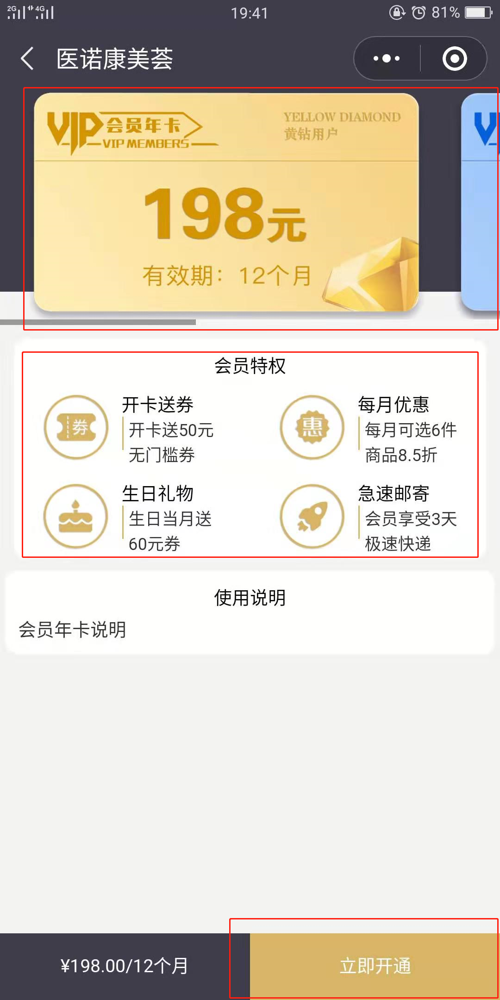 2G 4G 19:41 81%
医诺康美荟
VIP 会员年卡
VIP MEMBERS
YELLOW DIAMOND
黄钻用户
198元
有效期：12个月
会员特权
券
开卡送券
开卡送50元
无门槛券
惠
每月优惠
每月可选6件
商品8.5折
生日礼物
生日当月送
60元券
急速邮寄
会员享受3天
极速快递
使用说明
会员年卡说明
¥198.00/12个月
立即开通